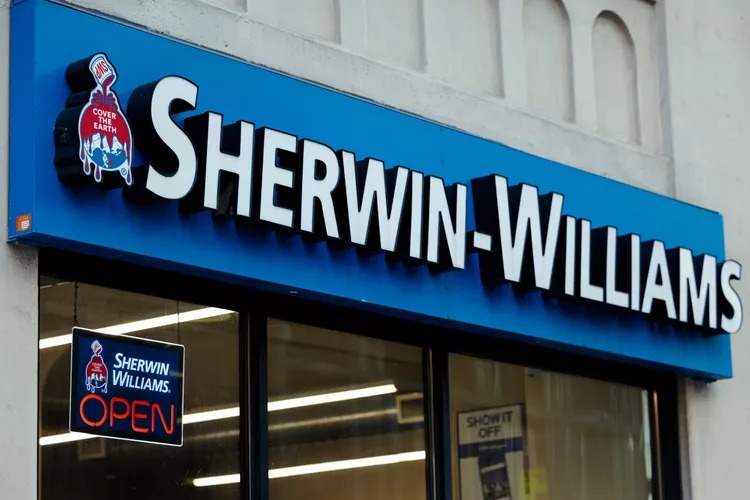 SWP
COVER
THE
EARTH
SHERWIN-WILLIAMS
SHERWIN
WILLIAMS.
OPEN
SHOW IT
OFF